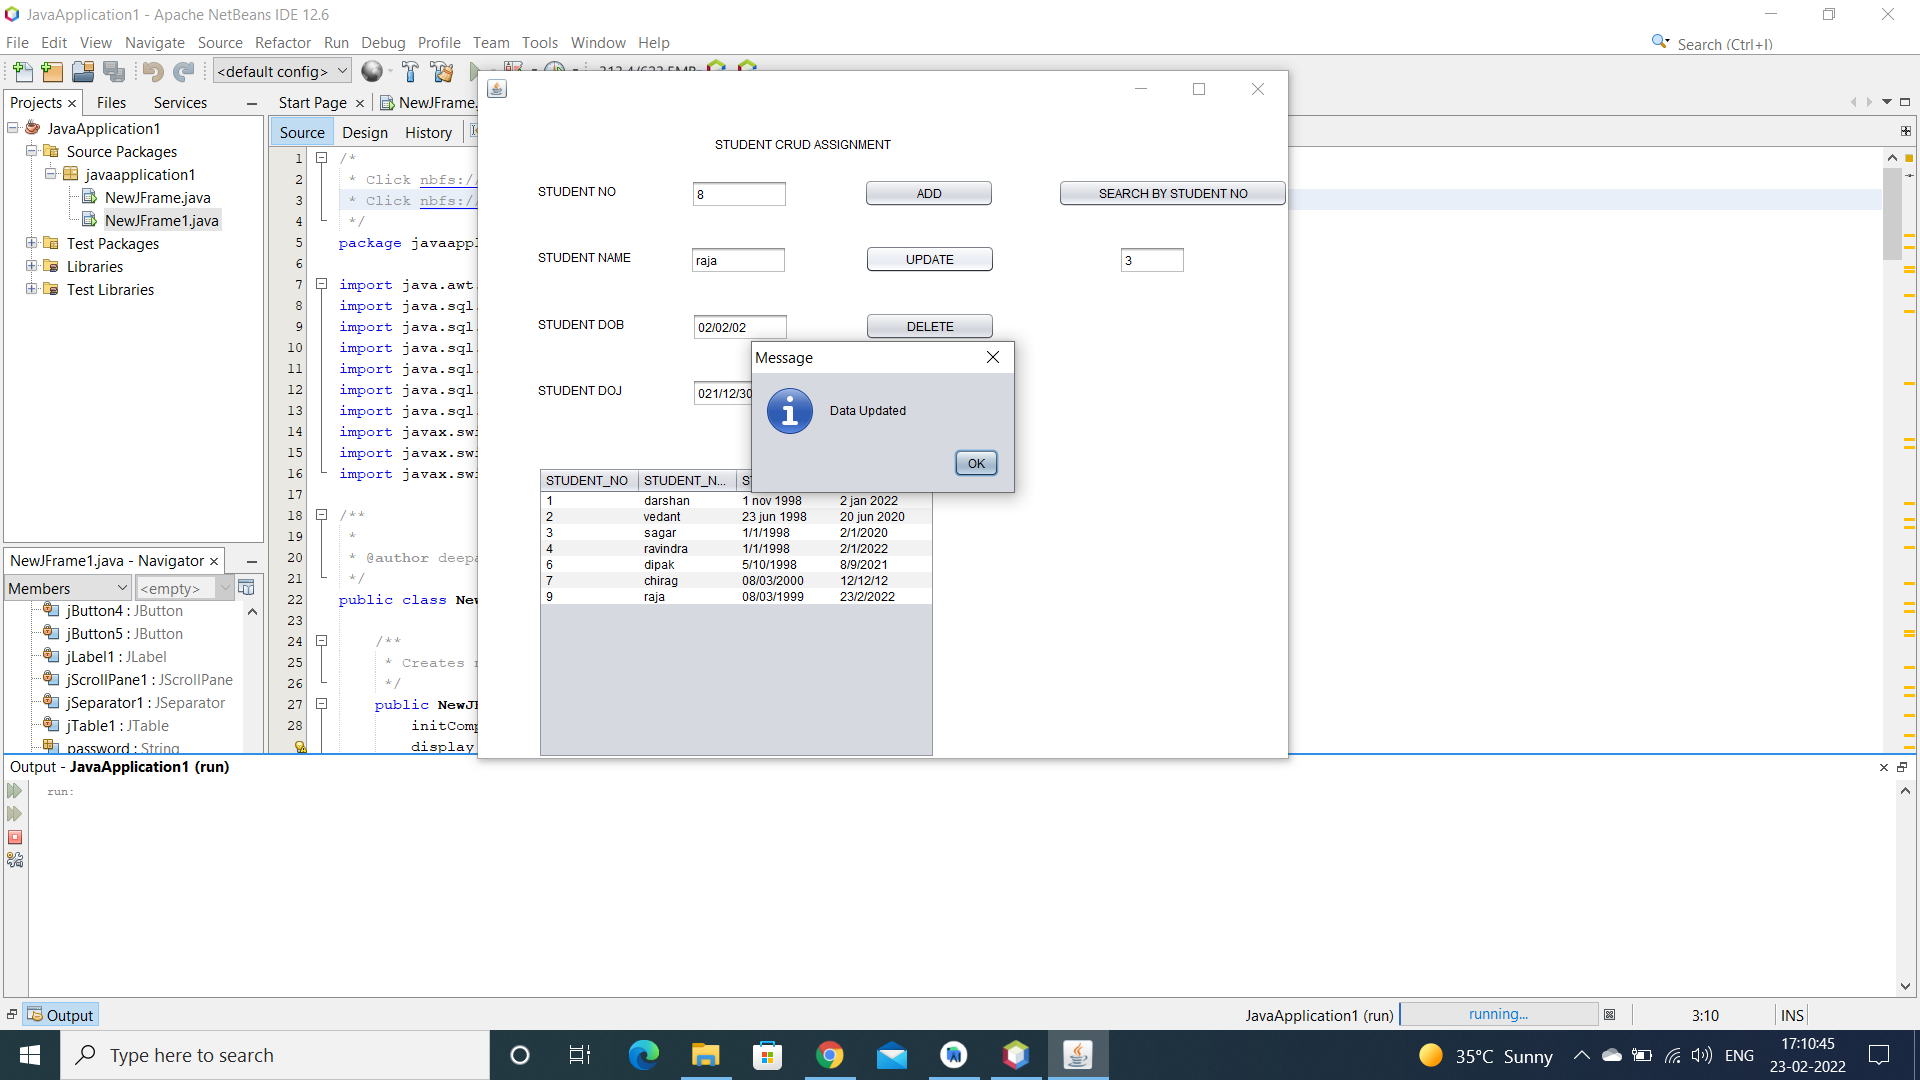 JavaApplication1 - Apache NetBeans IDE 12.6
File Edit View Navigate Source Refactor Run Debug Profile Team Tools Window Help
Search (Ctrl+I)
<default config>
Projects Files Services
Start Page NewJFrame.
JavaApplication1
Source Packages
javaapplication1
NewJFrame.java
NewJFrame1.java
Test Packages
Libraries
Test Libraries
Source Design History
1 /*
2 * Click nbfs://
3 * Click nbfs://
4 */
5 package javaappl
6
7 import java.awt.
8 import java.sql.
9 import java.sql.
10 import java.sql.
11 import java.sql.
12 import java.sql.
13 import java.sql.
14 import javax.swi
15 import javax.swi
16 import javax.swi
17
18 /**
19 *
20 * @author deepa
21 */
22 public class New
23
24 /**
25 * Creates n
26 */
27 public NewJF
28 initComp
display
STUDENT CRUD ASSIGNMENT
STUDENT NO 8 ADD SEARCH BY STUDENT NO
STUDENT NAME raja UPDATE 3
STUDENT DOB 02/02/02 DELETE
STUDENT DOJ 021/12/30
Message
Data Updated
OK
STUDENT_NO STUDENT_N... S
1 darshan 1 nov 1998 2 jan 2022
2 vedant 23 jun 1998 20 jun 2020
3 sagar 1/1/1998 2/1/2020
4 ravindra 1/1/1998 2/1/2022
6 dipak 5/10/1998 8/9/2021
7 chirag 08/03/2000 12/12/12
9 raja 08/03/1999 23/2/2022
NewJFrame1.java - Navigator
Members <empty>
jButton4 : JButton
jButton5 : JButton
jLabel1 : JLabel
jScrollPane1 : JScrollPane
jSeparator1 : JSeparator
jTable1 : JTable
password : String
Output - JavaApplication1 (run)
run:
Output
JavaApplication1 (run) running... 3:10 INS
Type here to search
35°C Sunny
ENG
17:10:45
23-02-2022